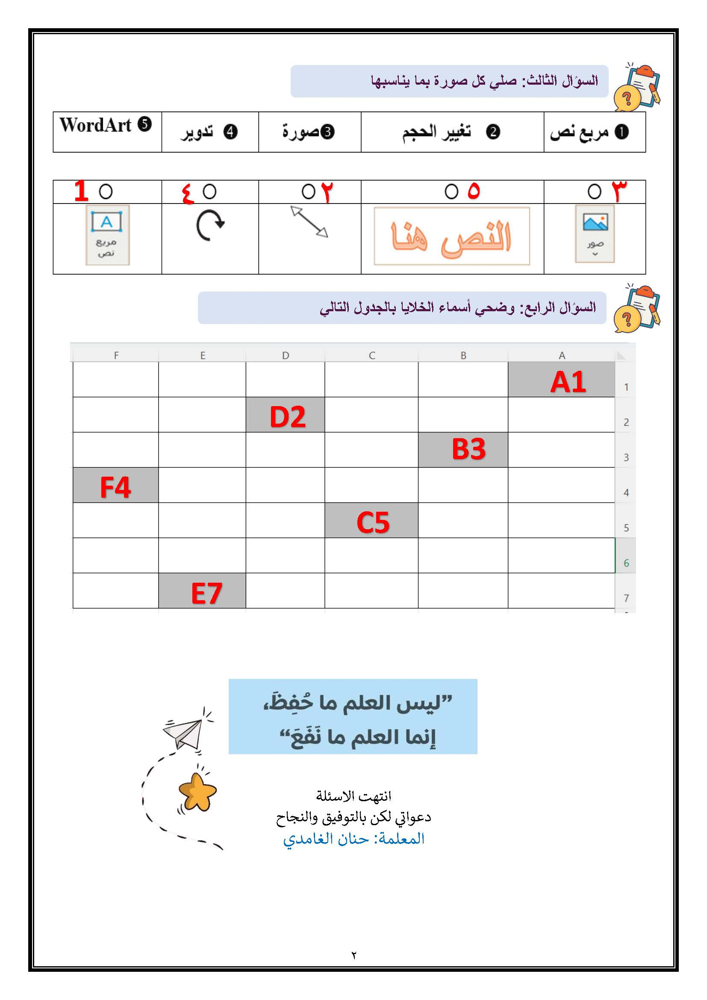 السؤال الثالث: صلي كل صورة بما يناسبها
❶ مربع نص ❷ تغيير الحجم ❸صورة ❹ تدوير ❺ WordArt
٣ ٥ ٢ ٤ 1
صور
النص هنا
مربع
نص
السؤال الرابع: وضحي أسماء الخلايا بالجدول التالي
A B C D E F
1 A1
2 D2
3 B3
4 F4
5 C5
6
7 E7
”ليس العلم ما حُفِظَ،
إنما العلم ما نَفَعَ“
انتهت الاسئلة
دعواتي لكن بالتوفيق والنجاح
المعلمة: حنان الغامدي
٢